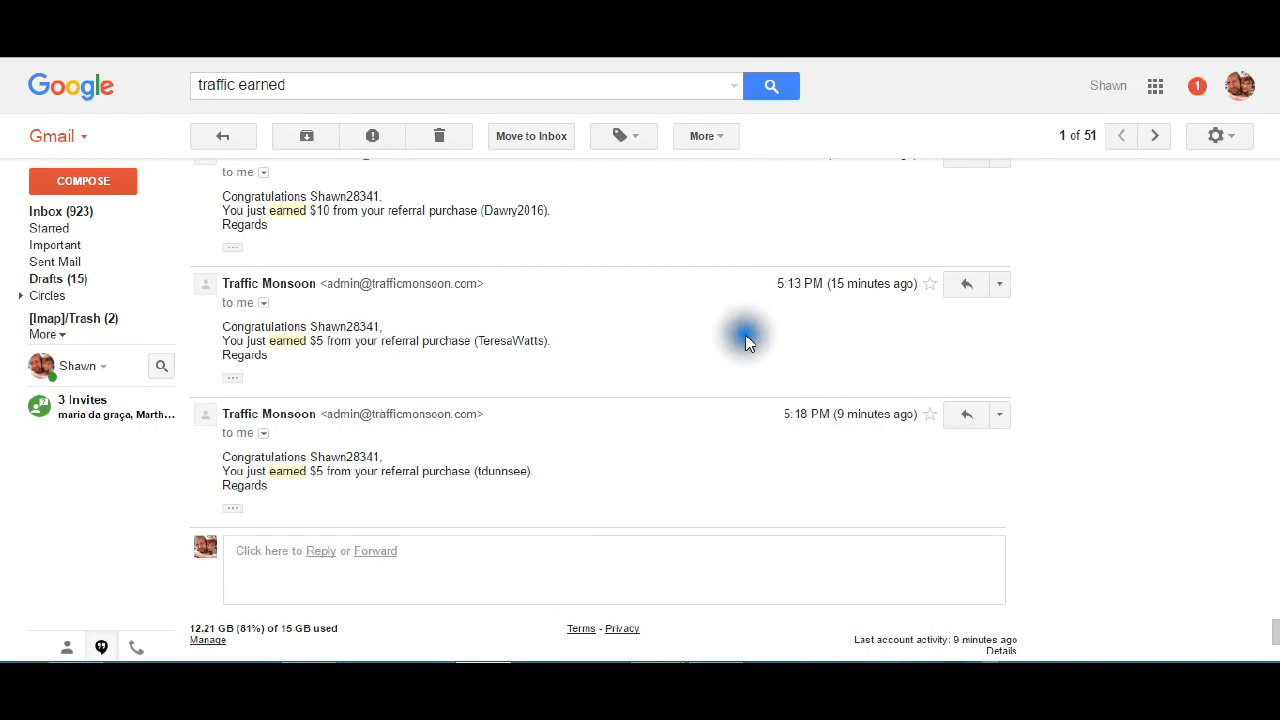 Google
traffic earned
Shawn
1
Gmail
Move to Inbox
More
1 of 51
COMPOSE
Inbox (923)
Starred
Important
Sent Mail
Drafts (15)
Circles
[Imap]/Trash (2)
More
Shawn
3 Invites
maria da graça, Marth...
to me
Congratulations Shawn28341,
You just earned $10 from your referral purchase (Dawry2016).
Regards
Traffic Monsoon <admin@trafficmonsoon.com>
5:13 PM (15 minutes ago)
to me
Congratulations Shawn28341,
You just earned $5 from your referral purchase (TeresaWatts).
Regards
Traffic Monsoon <admin@trafficmonsoon.com>
5:18 PM (9 minutes ago)
to me
Congratulations Shawn28341,
You just earned $5 from your referral purchase (tdunnsee).
Regards
Click here to Reply or Forward
12.21 GB (81%) of 15 GB used
Manage
Terms - Privacy
Last account activity: 9 minutes ago
Details